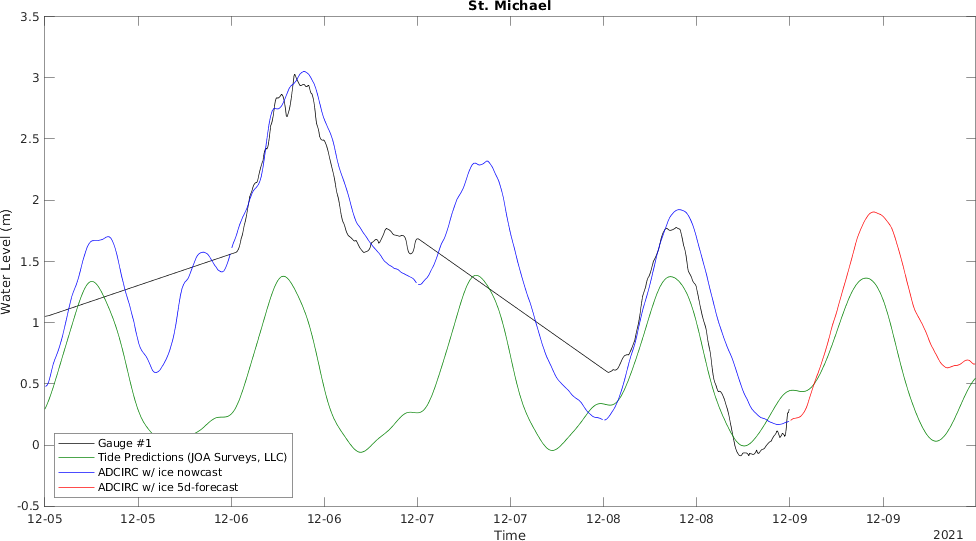 St. Michael
3.5
3
2.5
2
1.5
1
0.5
0
-0.5
Water Level (m)
Gauge #1
Tide Predictions (JOA Surveys, LLC)
ADCIRC w/ ice nowcast
ADCIRC w/ ice 5d-forecast
12-05 12-05 12-06 12-06 12-07 12-07 12-08 12-08 12-09 12-09
Time
2021